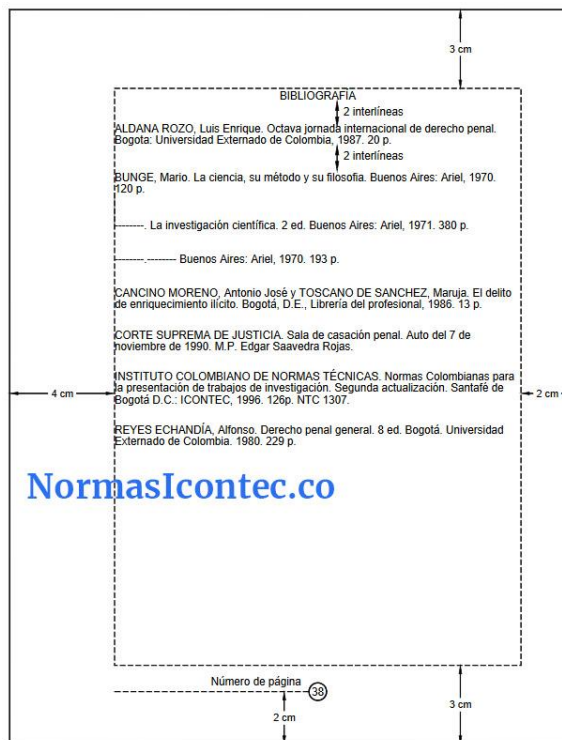 3 cm
BIBLIOGRAFÍA
2 interlíneas
ALDANA ROZO, Luis Enrique. Octava jornada internacional de derecho penal.
Bogota: Universidad Externado de Colombia, 1987. 20 p.
2 interlíneas
BUNGE, Mario. La ciencia, su método y su filosofia. Buenos Aires: Ariel, 1970.
120 p.
--------. La investigación científica. 2 ed. Buenos Aires: Ariel, 1971. 380 p.
--------.-------- Buenos Aires: Ariel, 1970. 193 p.
CANCINO MORENO, Antonio José y TOSCANO DE SANCHEZ, Maruja. El delito
de enriquecimiento ilícito. Bogotá, D.E., Librería del profesional, 1986. 13 p.
CORTE SUPREMA DE JUSTICIA. Sala de casación penal. Auto del 7 de
noviembre de 1990. M.P. Edgar Saavedra Rojas.
INSTITUTO COLOMBIANO DE NORMAS TÉCNICAS. Normas Colombianas para
la presentación de trabajos de investigación. Segunda actualización. Santafé de
Bogotá D.C.: ICONTEC, 1996. 126p. NTC 1307.
4 cm
2 cm
REYES ECHANDÍA, Alfonso. Derecho penal general. 8 ed. Bogotá. Universidad
Externado de Colombia. 1980. 229 p.
NormasIcontec.co
Número de página
38
2 cm
3 cm